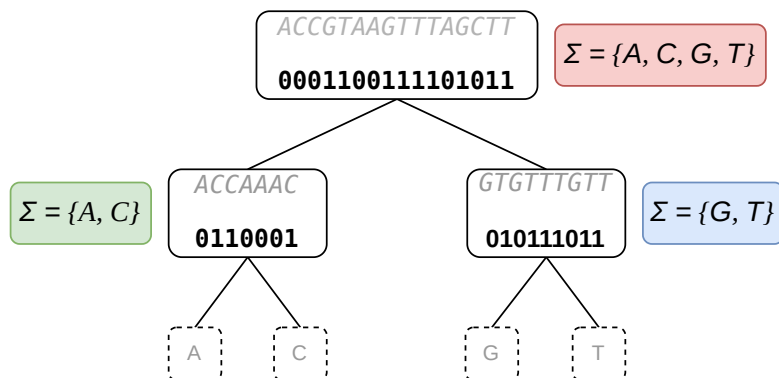 ACCGTAAGTTTAGCTT
0001100111101011
Σ = {A, C, G, T}
Σ = {A, C}
ACCAAAC
0110001
GTGTTTGTT
010111011
Σ = {G, T}
A
C
G
T